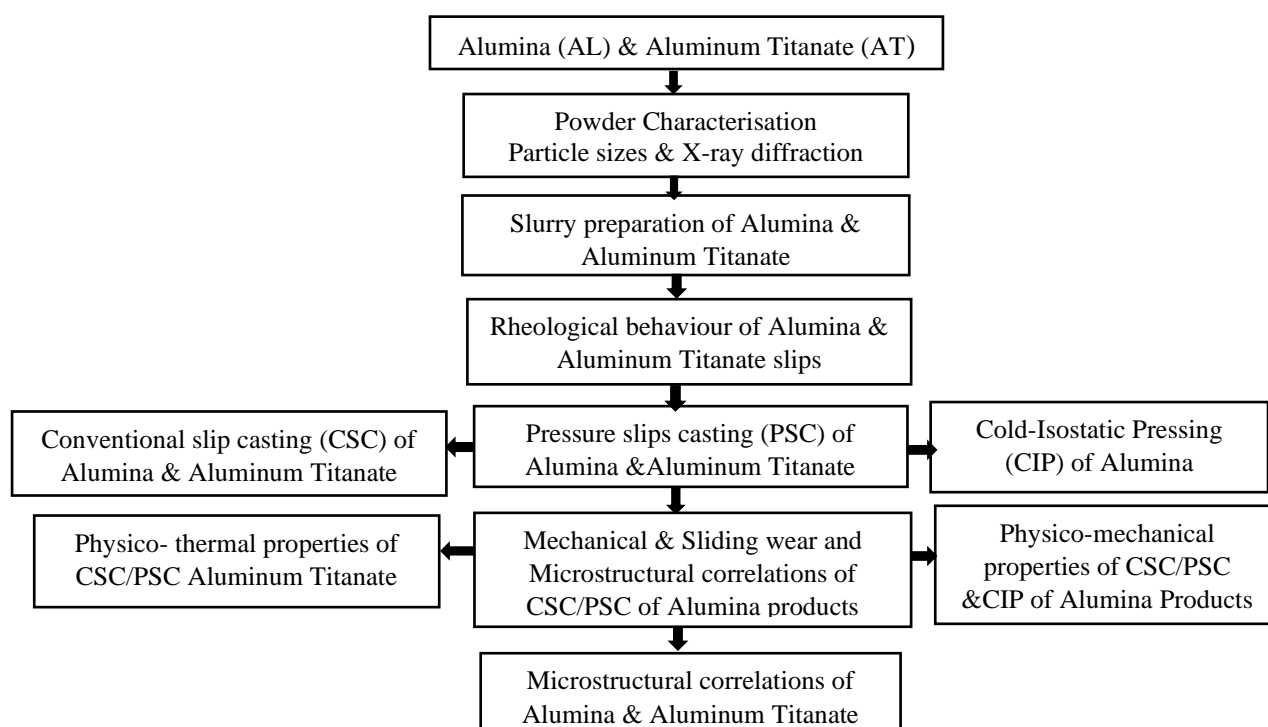 Alumina (AL) & Aluminum Titanate (AT)
Powder Characterisation
Particle sizes & X-ray diffraction
Slurry preparation of Alumina &
Aluminum Titanate
Rheological behaviour of Alumina &
Aluminum Titanate slips
Conventional slip casting (CSC) of
Alumina & Aluminum Titanate
Pressure slips casting (PSC) of
Alumina &Aluminum Titanate
Cold-Isostatic Pressing
(CIP) of Alumina
Physico- thermal properties of
CSC/PSC Aluminum Titanate
Mechanical & Sliding wear and
Microstructural correlations of
CSC/PSC of Alumina products
Physico-mechanical
properties of CSC/PSC
&CIP of Alumina Products
Microstructural correlations of
Alumina & Aluminum Titanate